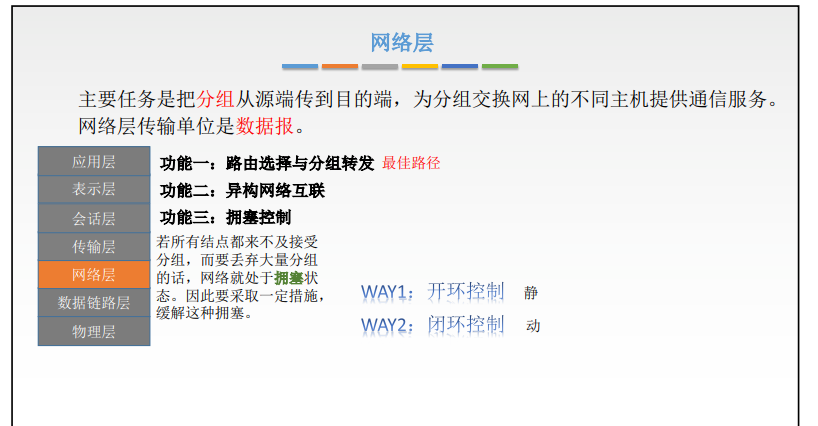 网络层
主要任务是把分组从源端传到目的端，为分组交换网上的不同主机提供通信服务。
网络层传输单位是数据报。
应用层
表示层
会话层
传输层
网络层
数据链路层
物理层
功能一：路由选择与分组转发 最佳路径
功能二：异构网络互联
功能三：拥塞控制
若所有结点都来不及接受
分组，而要丢弃大量分组
的话，网络就处于拥塞状
态。因此要采取一定措施，
缓解这种拥塞。
WAY1：开环控制 静
WAY2：闭环控制 动